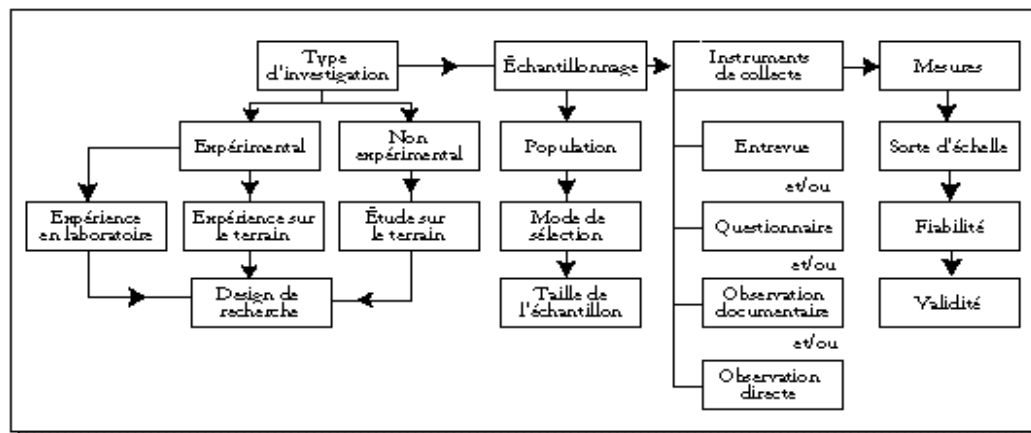 Type
d'investigation
Échantillonnage
Instruments
de collecte
Mesures
Expérimental
Non
expérimental
Population
Entrevue
Sorte d'échelle
et/ou
Expérience
en laboratoire
Expérience sur
le terrain
Étude sur
le terrain
Mode de
sélection
Questionnaire
Fiabilité
et/ou
Design de
recherche
Taille de
l'échantillon
Observation
documentaire
Validité
et/ou
Observation
directe